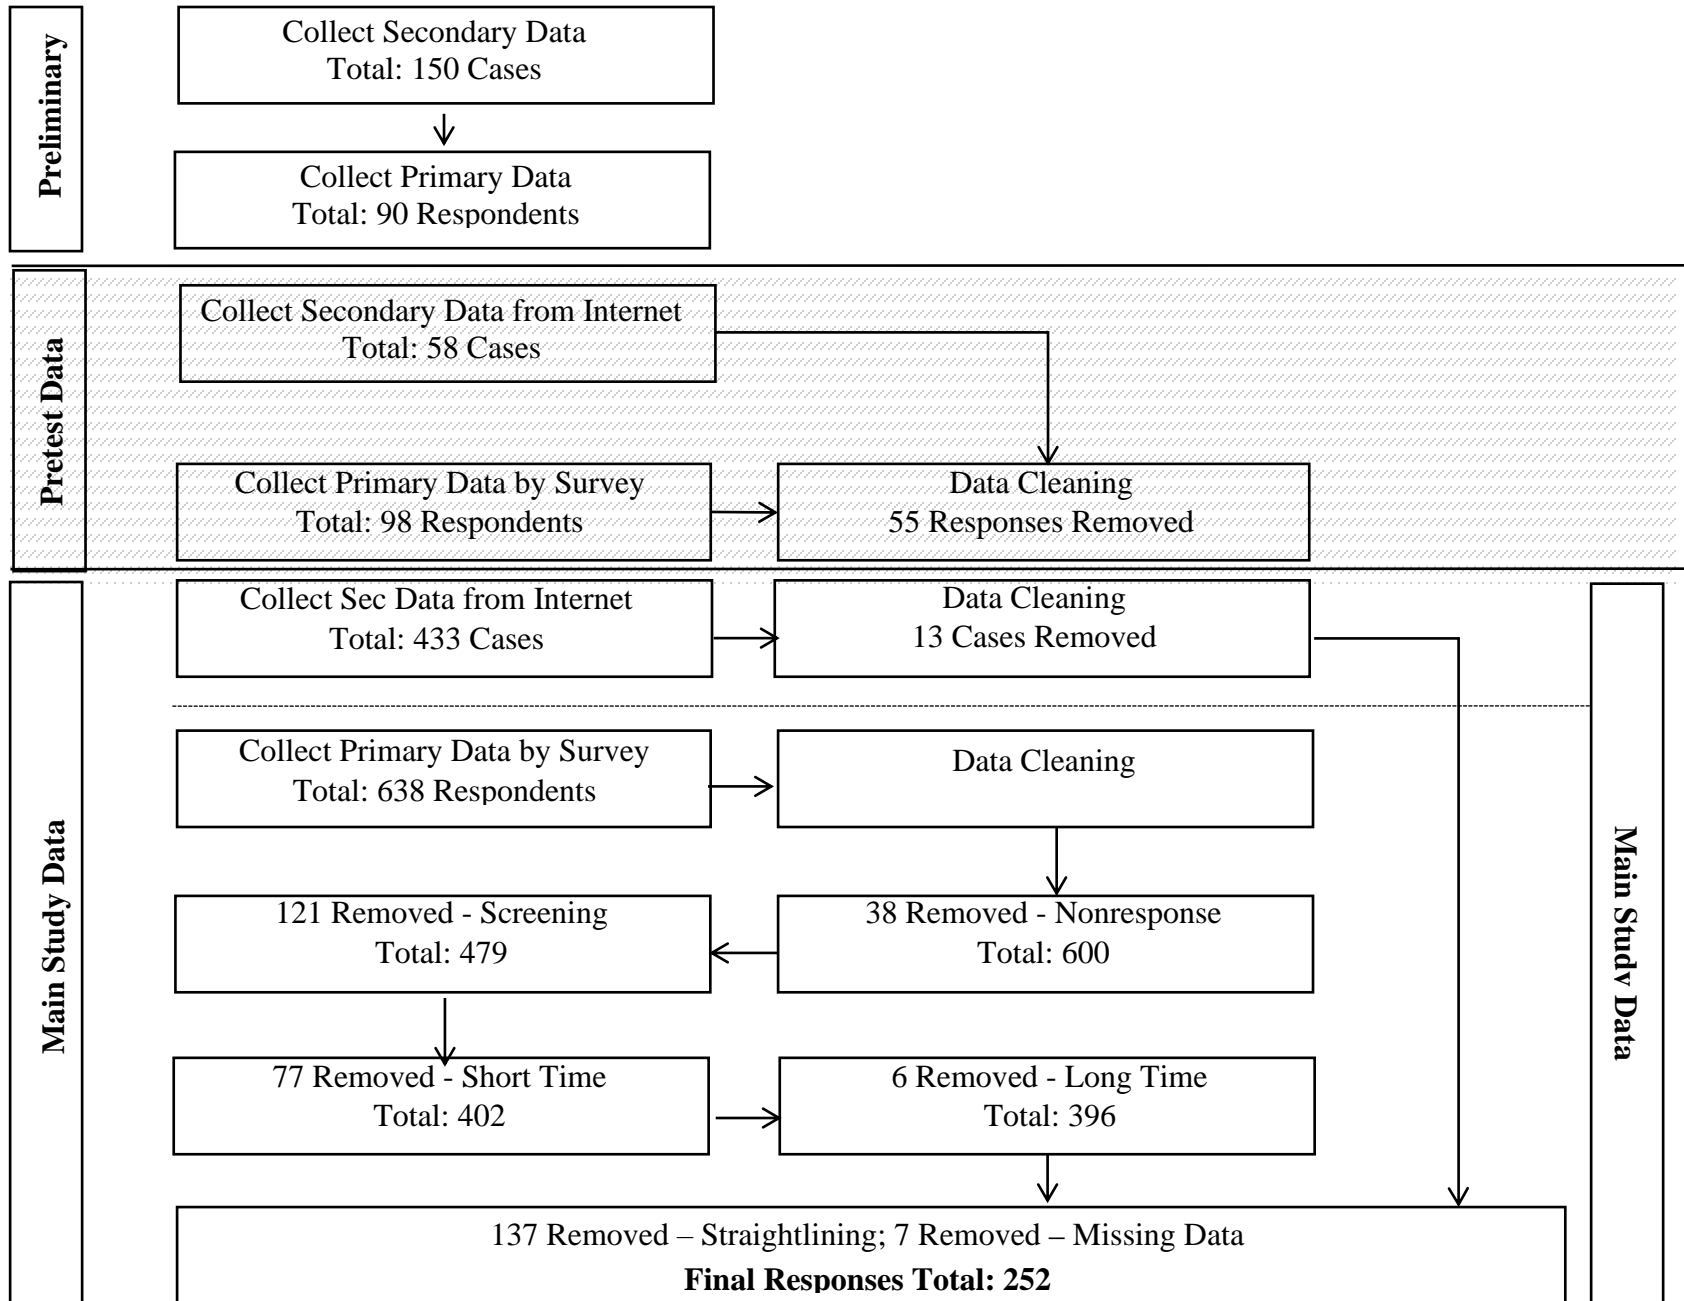 Preliminary
Collect Secondary Data
Total: 150 Cases
Collect Primary Data
Total: 90 Respondents
Pretest Data
Collect Secondary Data from Internet
Total: 58 Cases
Collect Primary Data by Survey
Total: 98 Respondents
Data Cleaning
55 Responses Removed
Main Study Data
Collect Sec Data from Internet
Total: 433 Cases
Data Cleaning
13 Cases Removed
Collect Primary Data by Survey
Total: 638 Respondents
Data Cleaning
38 Removed - Nonresponse
Total: 600
121 Removed - Screening
Total: 479
77 Removed - Short Time
Total: 402
6 Removed - Long Time
Total: 396
137 Removed – Straightlining; 7 Removed – Missing Data
Final Responses Total: 252
Main Study Data